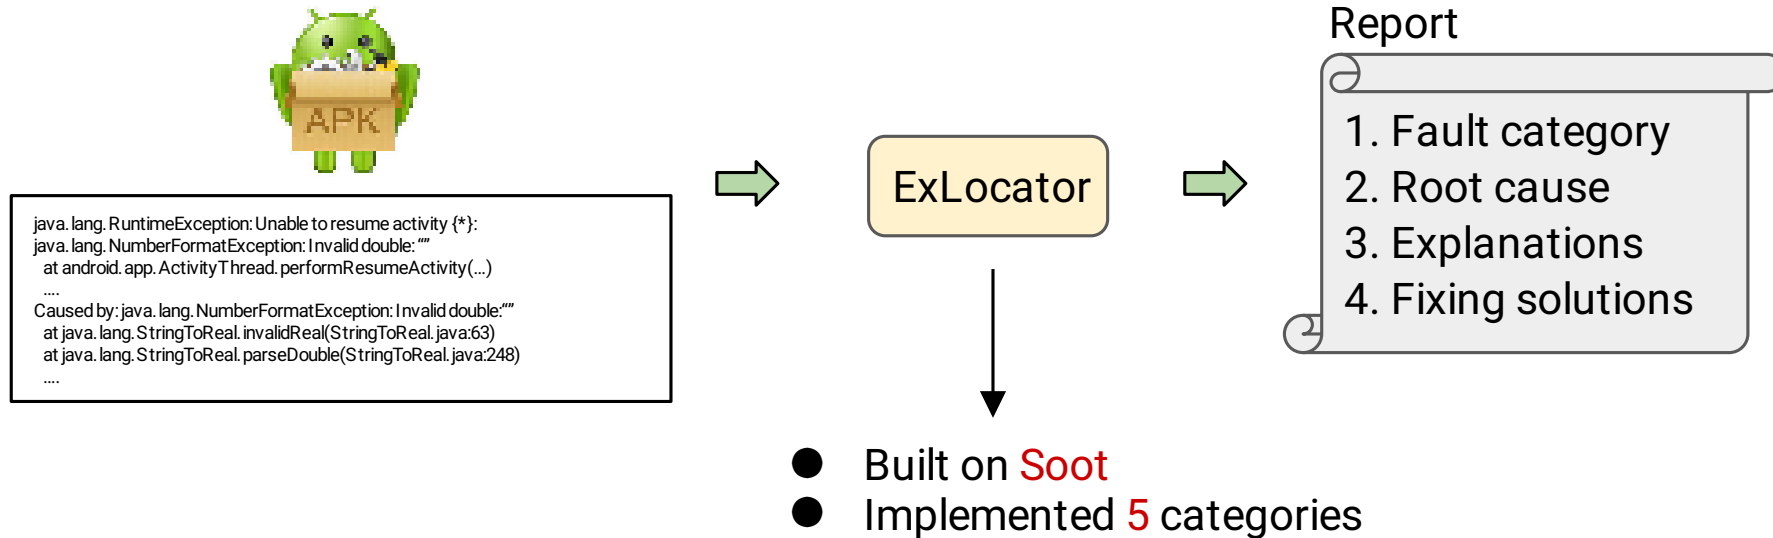 APK
java.lang.RuntimeException: Unable to resume activity {*}:
java.lang.NumberFormatException: Invalid double: “”
at android.app.ActivityThread.performResumeActivity(...)
....
Caused by: java.lang.NumberFormatException: Invalid double:“”
at java.lang.StringToReal.invalidReal(StringToReal.java:63)
at java.lang.StringToReal.parseDouble(StringToReal.java:248)
....
ExLocator
Report
1. Fault category
2. Root cause
3. Explanations
4. Fixing solutions
● Built on Soot
● Implemented 5 categories